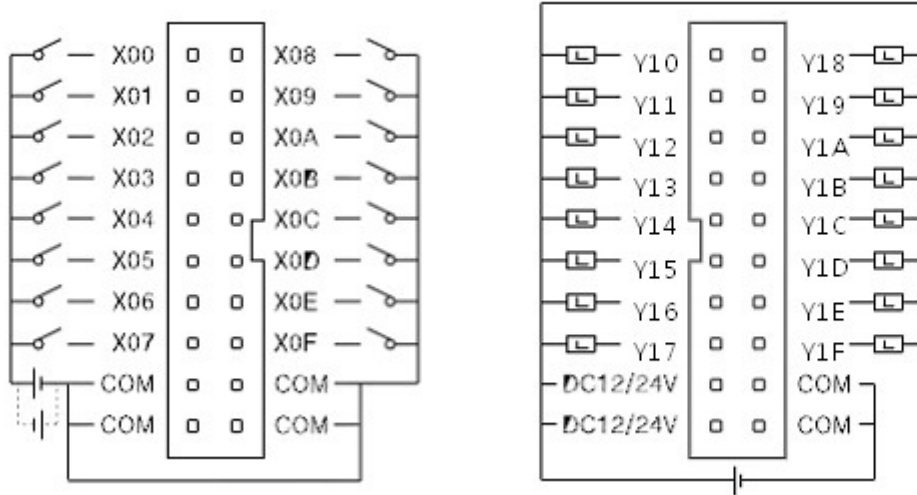 X00 X08 Y10 Y18
X01 X09 Y11 Y19
X02 X0A Y12 Y1A
X03 X0B Y13 Y1B
X04 X0C Y14 Y1C
X05 X0D Y15 Y1D
X06 X0E Y16 Y1E
X07 X0F Y17 Y1F
COM COM DC12/24V COM
COM COM DC12/24V COM